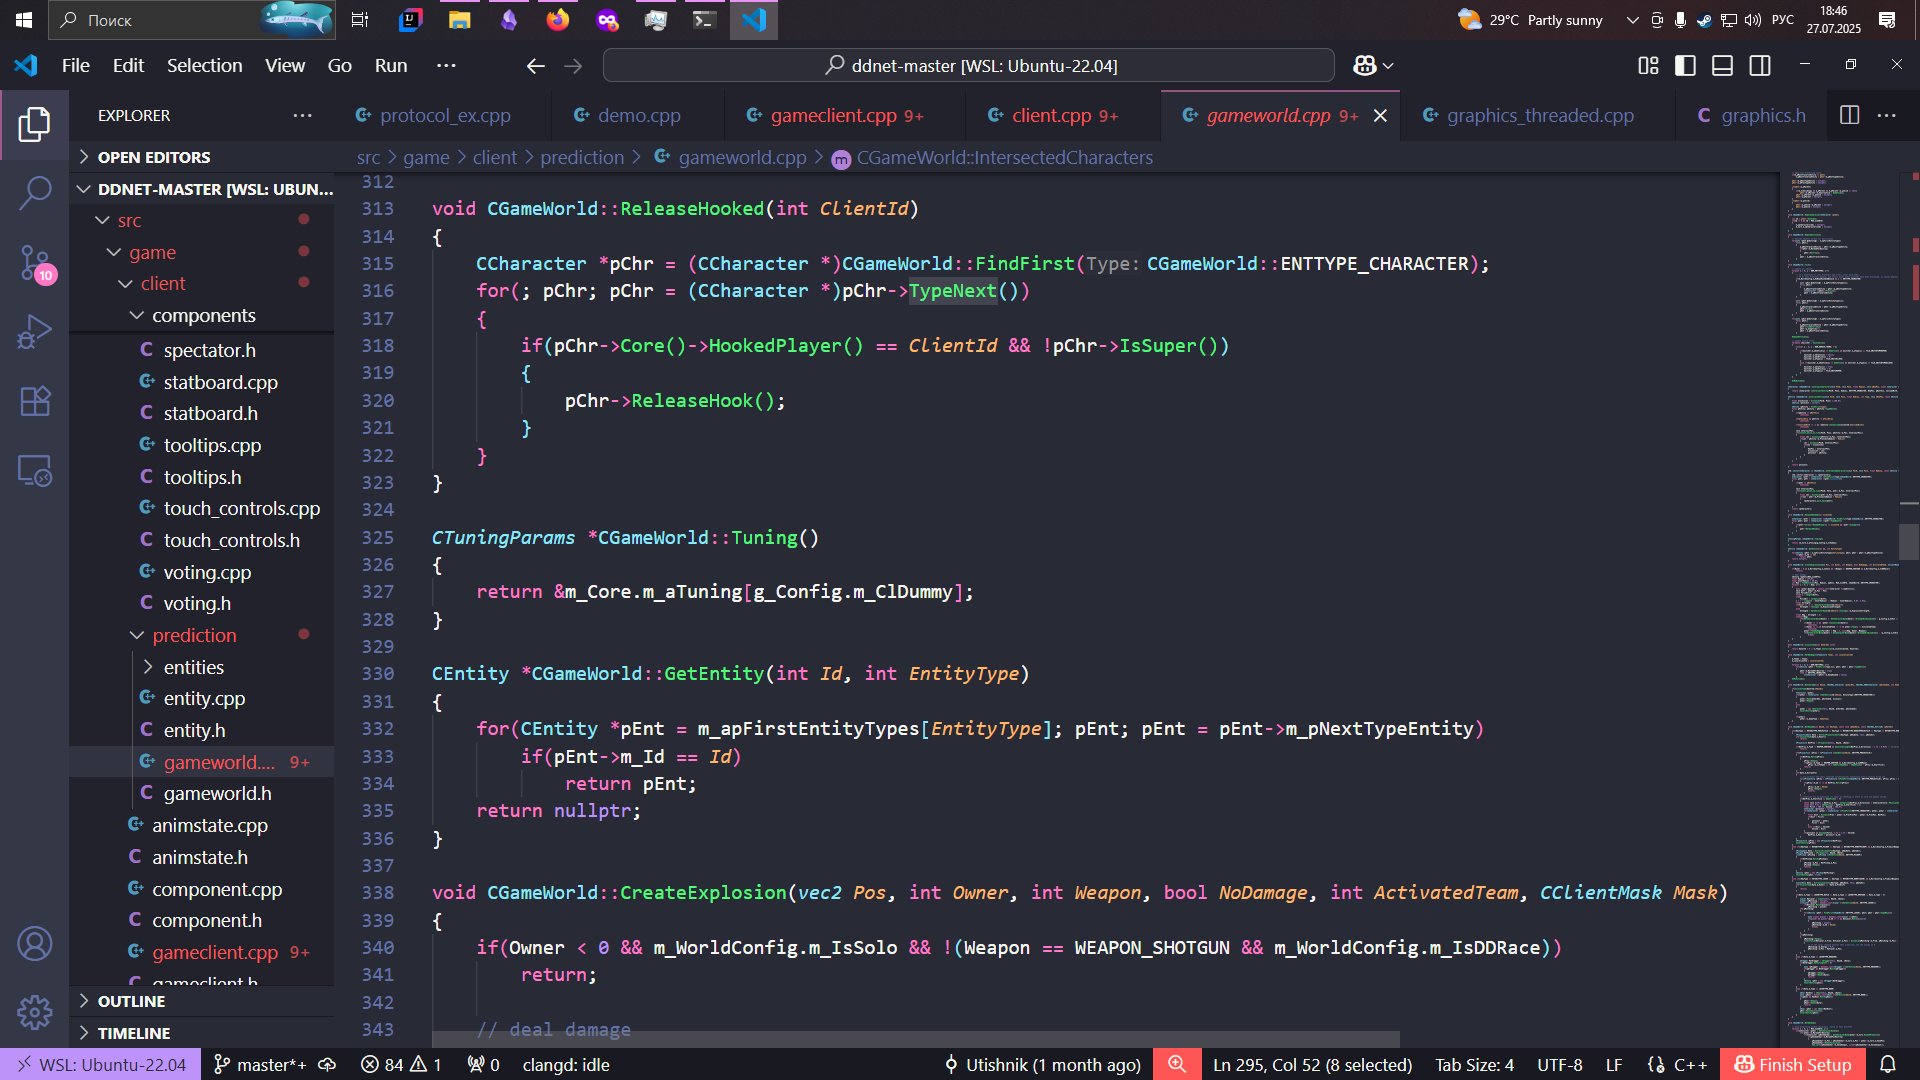 Поиск
29°C Partly sunny
РУС
18:46
27.07.2025
File Edit Selection View Go Run ···
ddnet-master [WSL: Ubuntu-22.04]
EXPLORER
protocol_ex.cpp
demo.cpp
gameclient.cpp 9+
client.cpp 9+
gameworld.cpp 9+
graphics_threaded.cpp
graphics.h
src > game > client > prediction > gameworld.cpp > CGameWorld::IntersectedCharacters
OPEN EDITORS
DDNET-MASTER [WSL: UBUN...
src
game
client
components
spectator.h
statboard.cpp
statboard.h
tooltips.cpp
tooltips.h
touch_controls.cpp
touch_controls.h
voting.cpp
voting.h
prediction
entities
entity.cpp
entity.h
gameworld.... 9+
gameworld.h
animstate.cpp
animstate.h
component.cpp
component.h
gameclient.cpp 9+
gameclient.h
OUTLINE
TIMELINE
10
312
313 void CGameWorld::ReleaseHooked(int ClientId)
314 {
315 CCharacter *pChr = (CCharacter *)CGameWorld::FindFirst(Type: CGameWorld::ENTTYPE_CHARACTER);
316 for(; pChr; pChr = (CCharacter *)pChr->TypeNext())
317 {
318 if(pChr->Core()->HookedPlayer() == ClientId && !pChr->IsSuper())
319 {
320 pChr->ReleaseHook();
321 }
322 }
323 }
324
325 CTuningParams *CGameWorld::Tuning()
326 {
327 return &m_Core.m_aTuning[g_Config.m_ClDummy];
328 }
329
330 CEntity *CGameWorld::GetEntity(int Id, int EntityType)
331 {
332 for(CEntity *pEnt = m_apFirstEntityTypes[EntityType]; pEnt; pEnt = pEnt->m_pNextTypeEntity)
333 if(pEnt->m_Id == Id)
334 return pEnt;
335 return nullptr;
336 }
337
338 void CGameWorld::CreateExplosion(vec2 Pos, int Owner, int Weapon, bool NoDamage, int ActivatedTeam, CClientMask Mask)
339 {
340 if(Owner < 0 && m_WorldConfig.m_IsSolo && !(Weapon == WEAPON_SHOTGUN && m_WorldConfig.m_IsDDRace))
341 return;
342
343 // deal damage
WSL: Ubuntu-22.04 master*+ 84 1 0 clangd: idle Utishnik (1 month ago) Ln 295, Col 52 (8 selected) Tab Size: 4 UTF-8 LF C++ Finish Setup